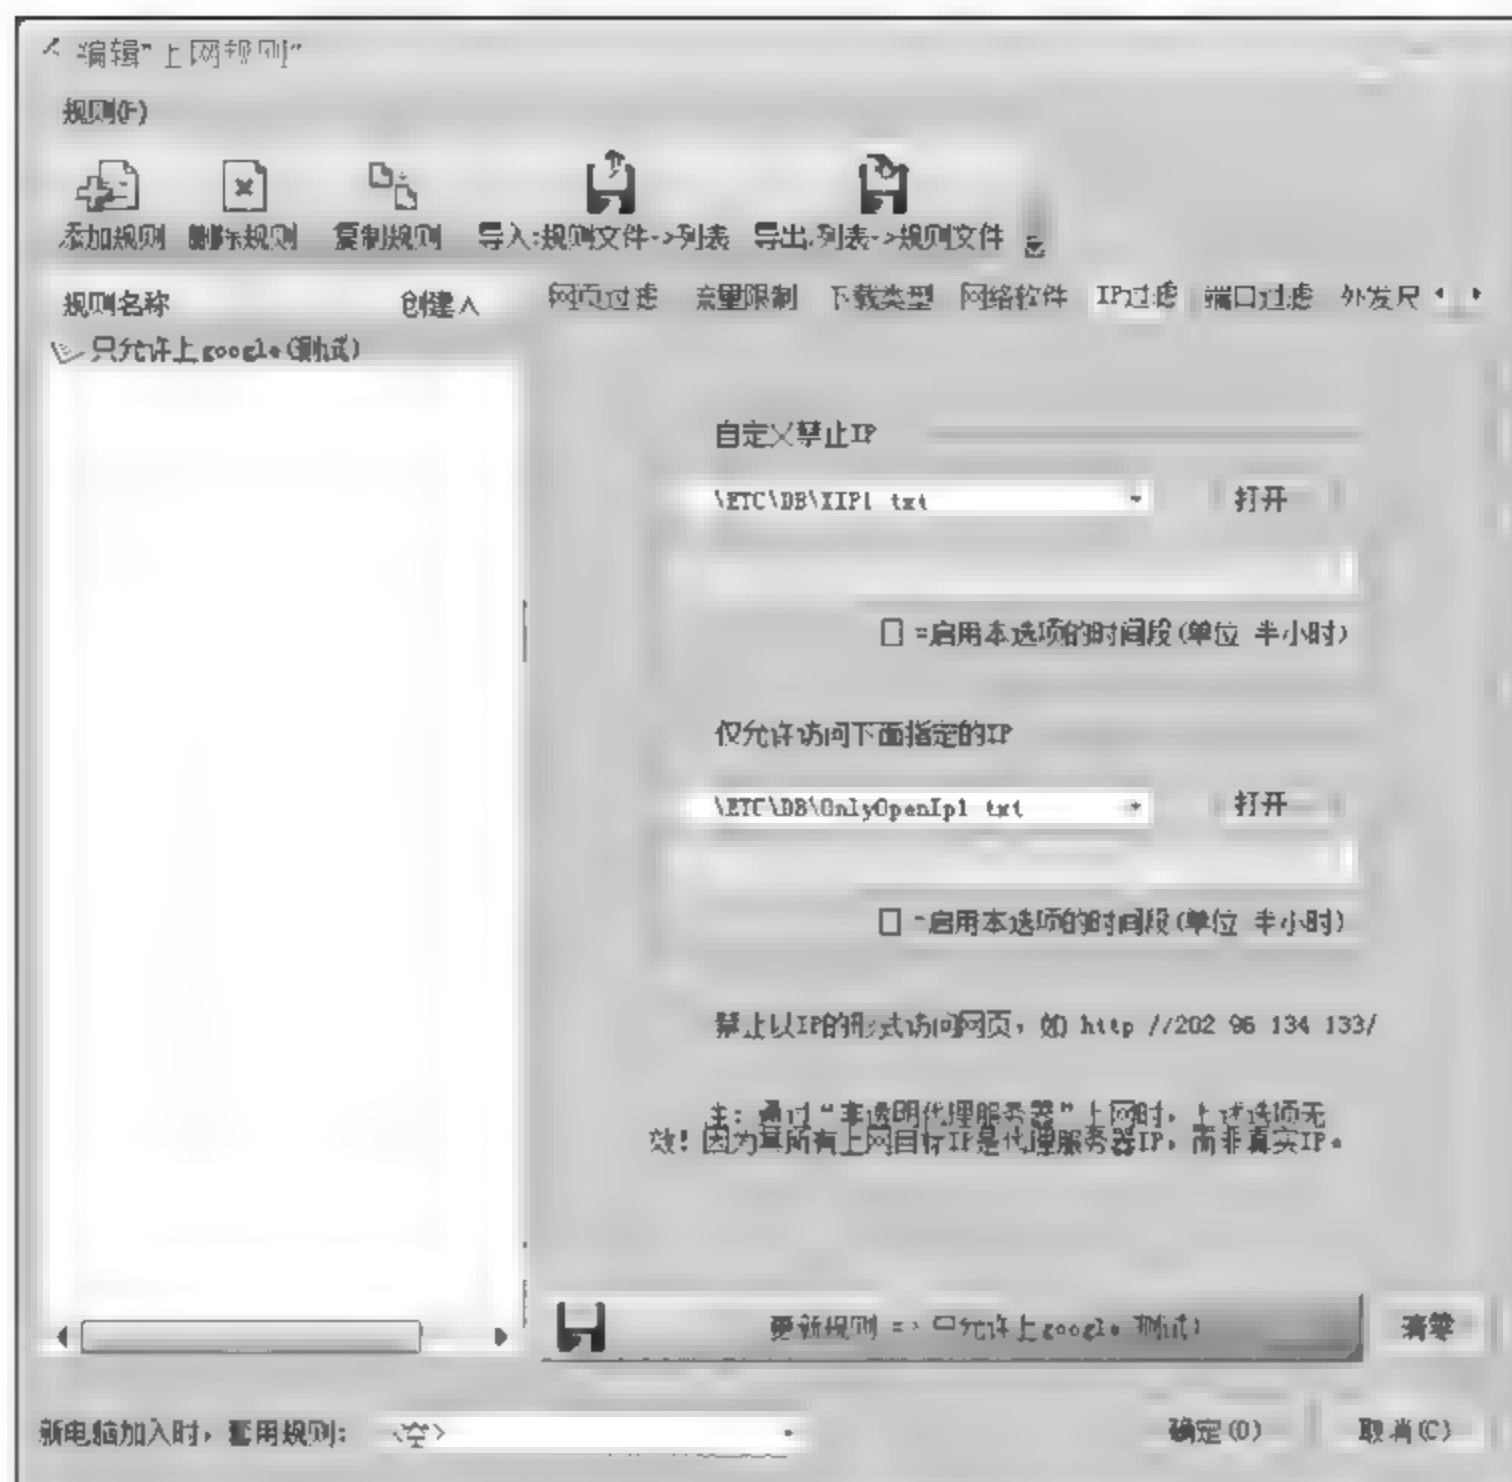 编辑"上网规则"
规则(F)
添加规则 删除规则 复制规则 导入:规则文件->列表 导出:列表->规则文件
规则名称 创建人
网页过滤 流量限制 下载类型 网络软件 IP过滤 端口过滤 外发尺
只允许上google(测试)
自定义禁止IP
\ETC\DB\XIP1 txt 打开
=启用本选项的时间段(单位 半小时)
仅允许访问下面指定的IP
\ETC\DB\OnlyOpenIp1 txt 打开
=启用本选项的时间段(单位 半小时)
禁止以IP的形式访问网页,如 http //202 96 134 133/
注:通过"非透明代理服务器"上网时,上述选项无
效!因为其所有上网目标IP是代理服务器IP,而非真实IP。
更新规则 => 只允许上google 测试) 清零
新电脑加入时,套用规则: <空> 确定(O) 取消(C)